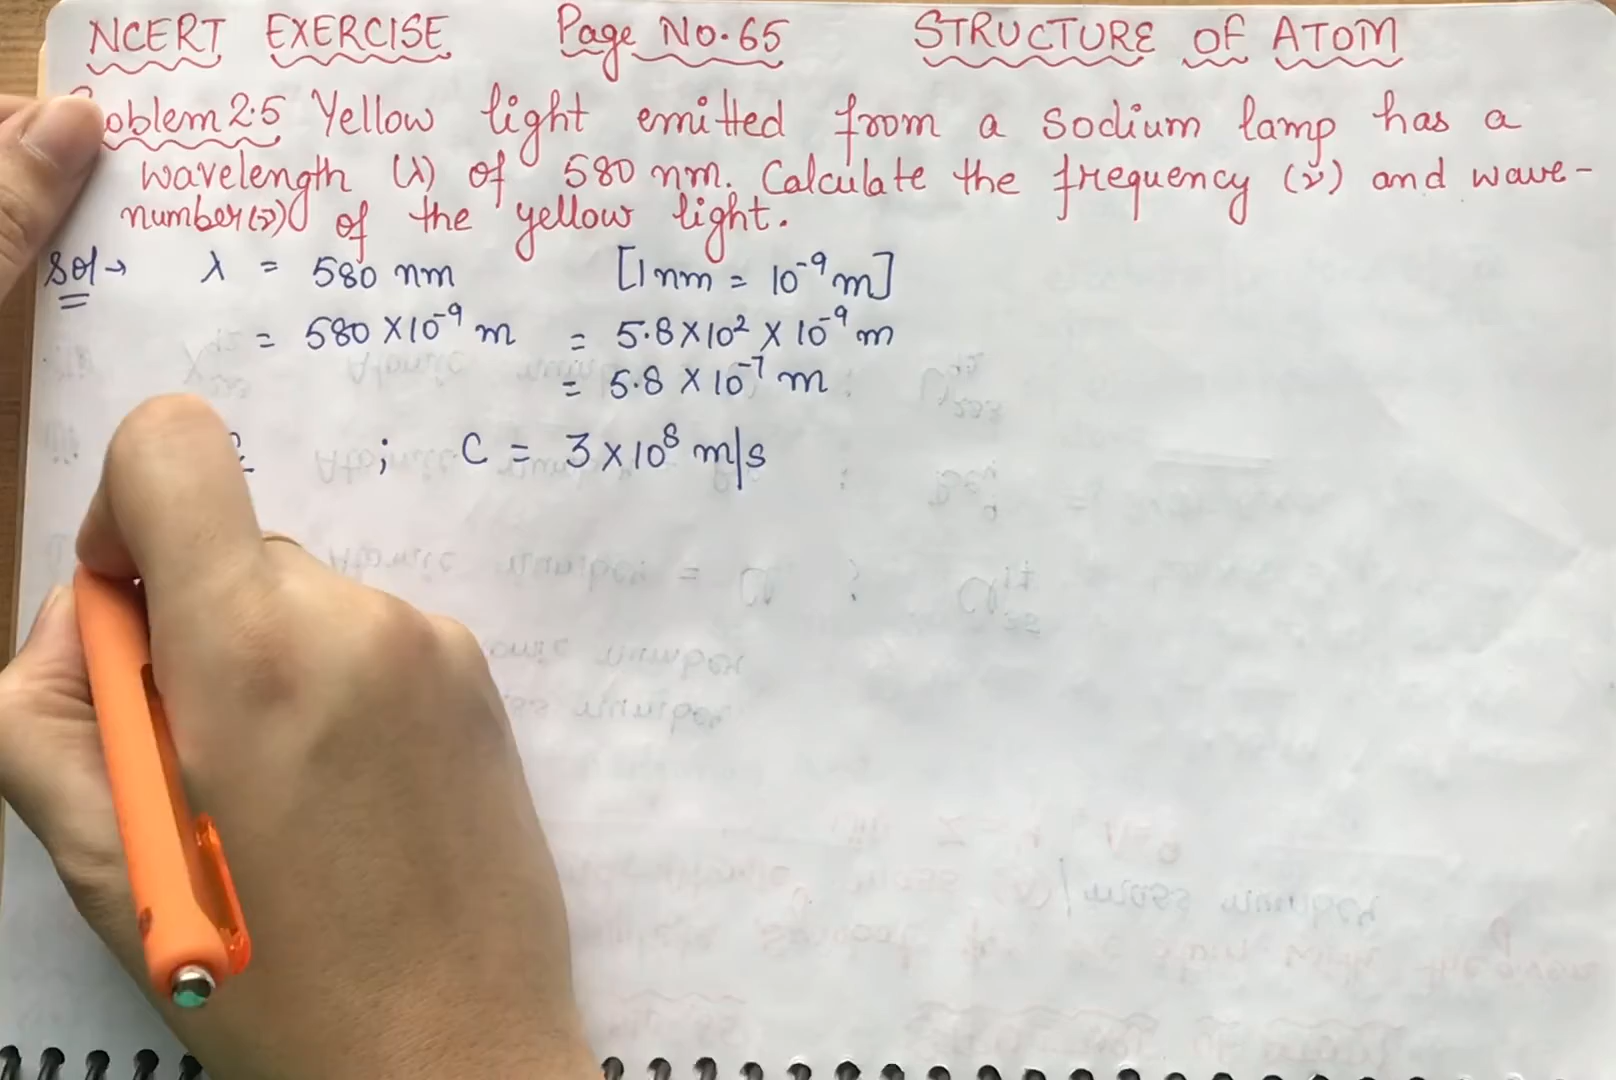 NCERT EXERCISE Page No.65 STRUCTURE OF ATOM
oblem 2.5 Yellow light emitted from a sodium lamp has a
wavelength (λ) of 580 nm. Calculate the frequency (ν) and wave-
number (ν̅) of the yellow light.
Sol → λ = 580 nm [1 nm = 10⁻⁹ m]
= 580 × 10⁻⁹ m = 5.8 × 10² × 10⁻⁹ m
= 5.8 × 10⁻⁷ m
; C = 3 × 10⁸ m/s